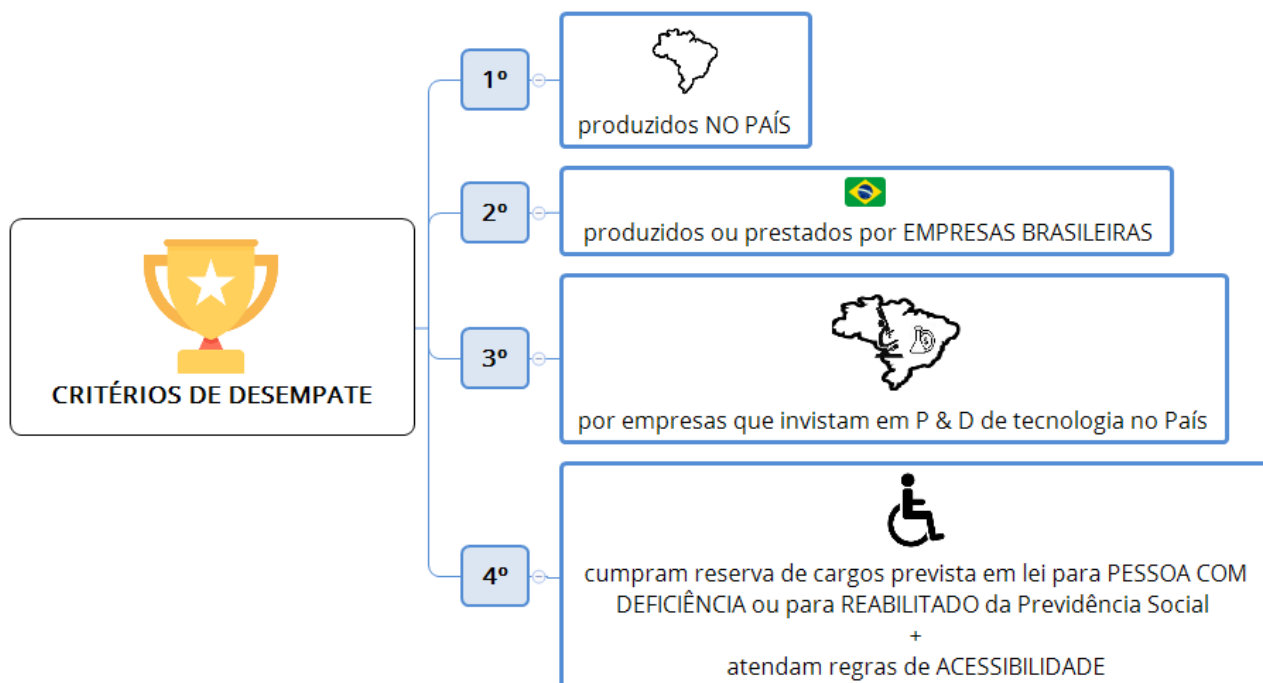 1º
produzidos NO PAÍS
2º
produzidos ou prestados por EMPRESAS BRASILEIRAS
CRITÉRIOS DE DESEMPATE
3º
por empresas que invistam em P & D de tecnologia no País
4º
cumpram reserva de cargos prevista em lei para PESSOA COM
DEFICIÊNCIA ou para REABILITADO da Previdência Social
+
atendam regras de ACESSIBILIDADE